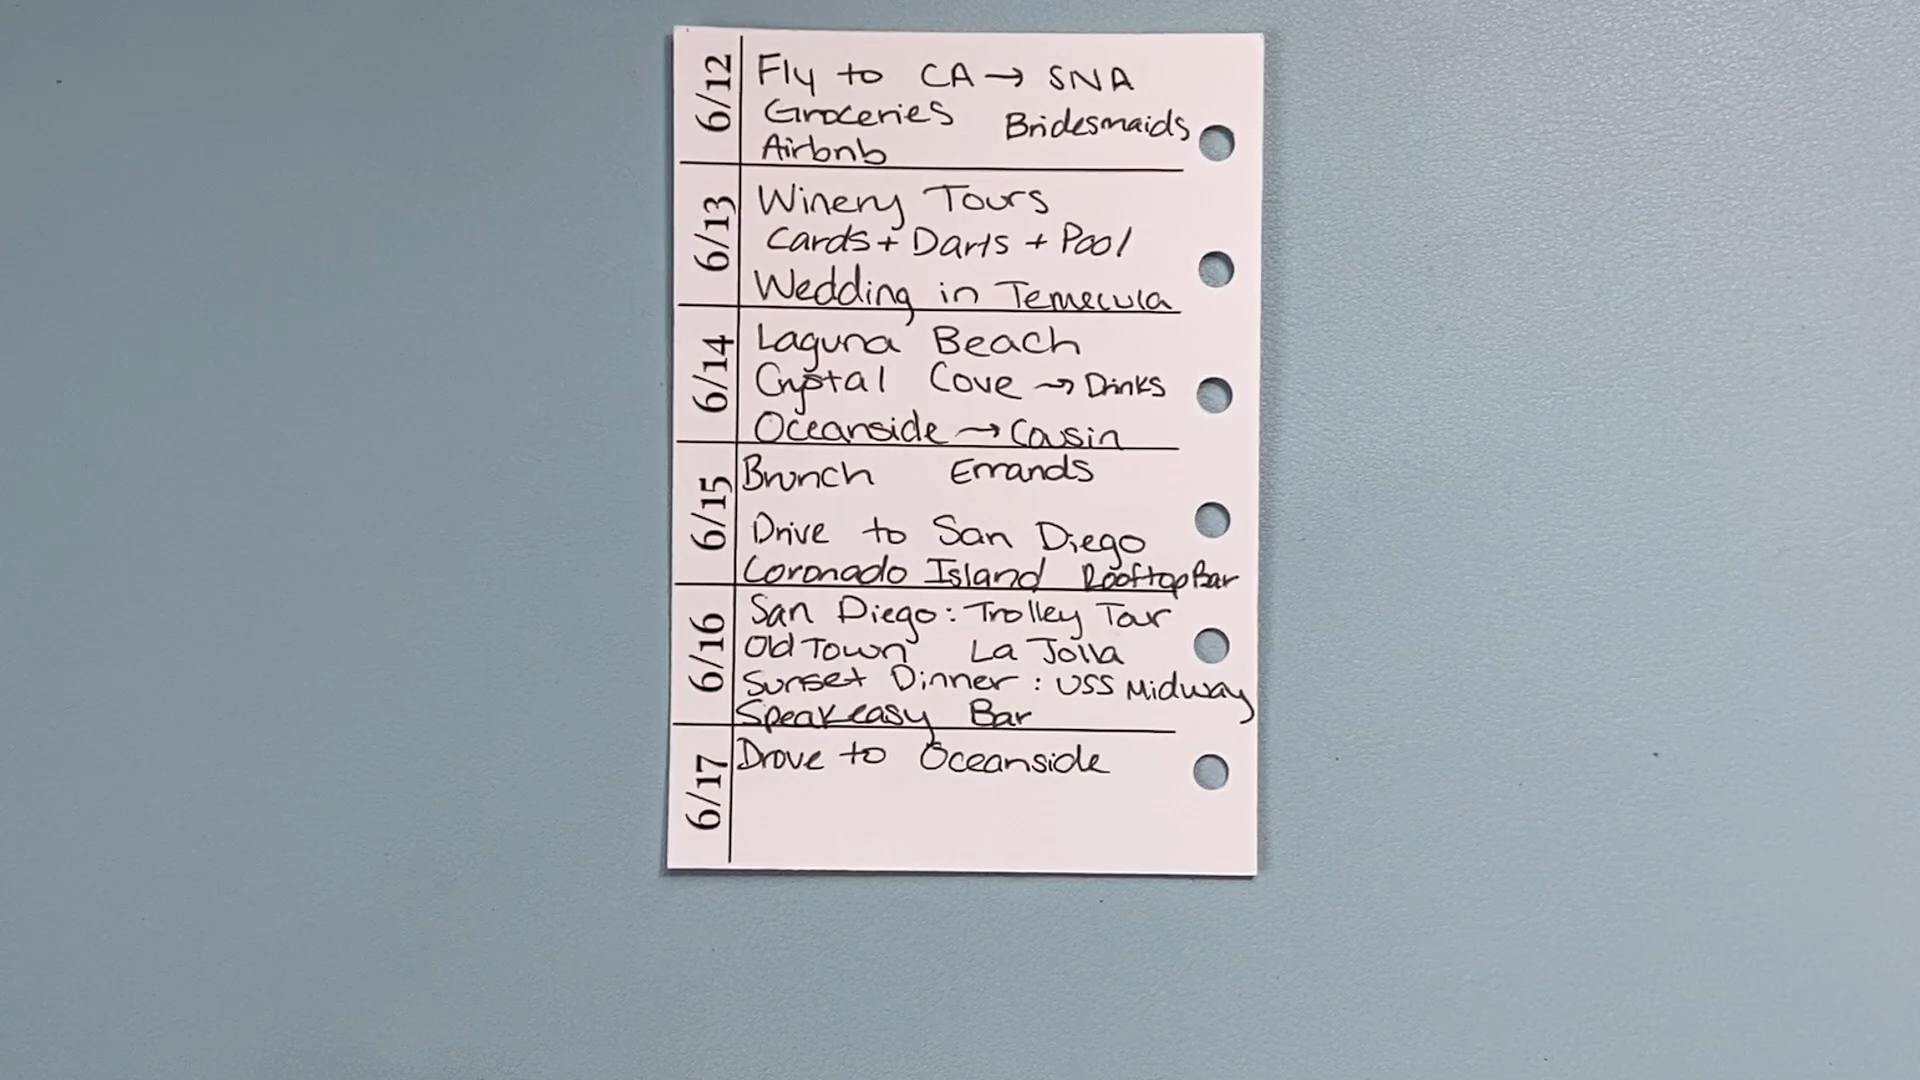 6/12
Fly to CA → SNA
Groceries Bridesmaids
Airbnb
6/13
Winery Tours
Cards + Darts + Pool
Wedding in Temecula
6/14
Laguna Beach
Crystal Cove → Drinks
Oceanside → Cousin
6/15
Brunch Errands
Drive to San Diego
Coronado Island Rooftop Bar
6/16
San Diego: Trolley Tour
Old Town La Jolla
Sunset Dinner: USS Midway
Speakeasy Bar
6/17
Drove to Oceanside